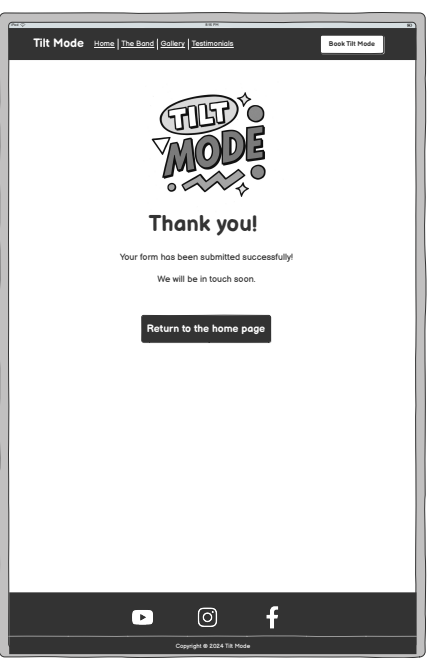 Tilt Mode Home The Band Gallery Testimonials Book Tilt Mode
TILT
MODE
Thank you!
Your form has been submitted successfully!
We will be in touch soon.
Return to the home page
Copyright © 2024 Tilt Mode